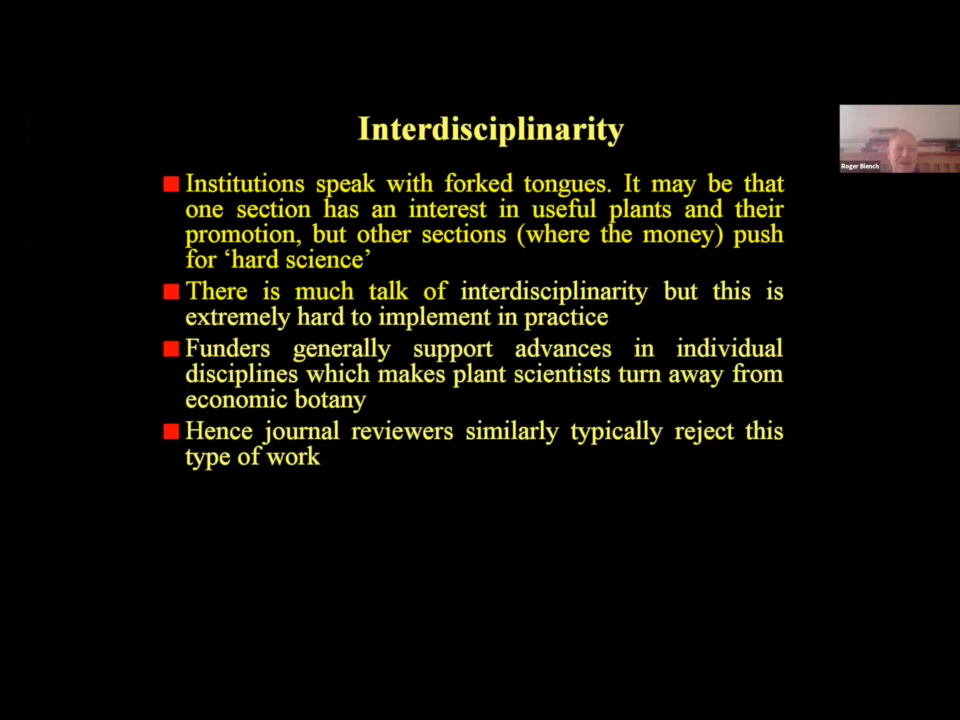 Interdisciplinarity
Institutions speak with forked tongues. It may be that
one section has an interest in useful plants and their
promotion, but other sections (where the money) push
for ‘hard science’
There is much talk of interdisciplinarity but this is
extremely hard to implement in practice
Funders generally support advances in individual
disciplines which makes plant scientists turn away from
economic botany
Hence journal reviewers similarly typically reject this
type of work
Roger Blench